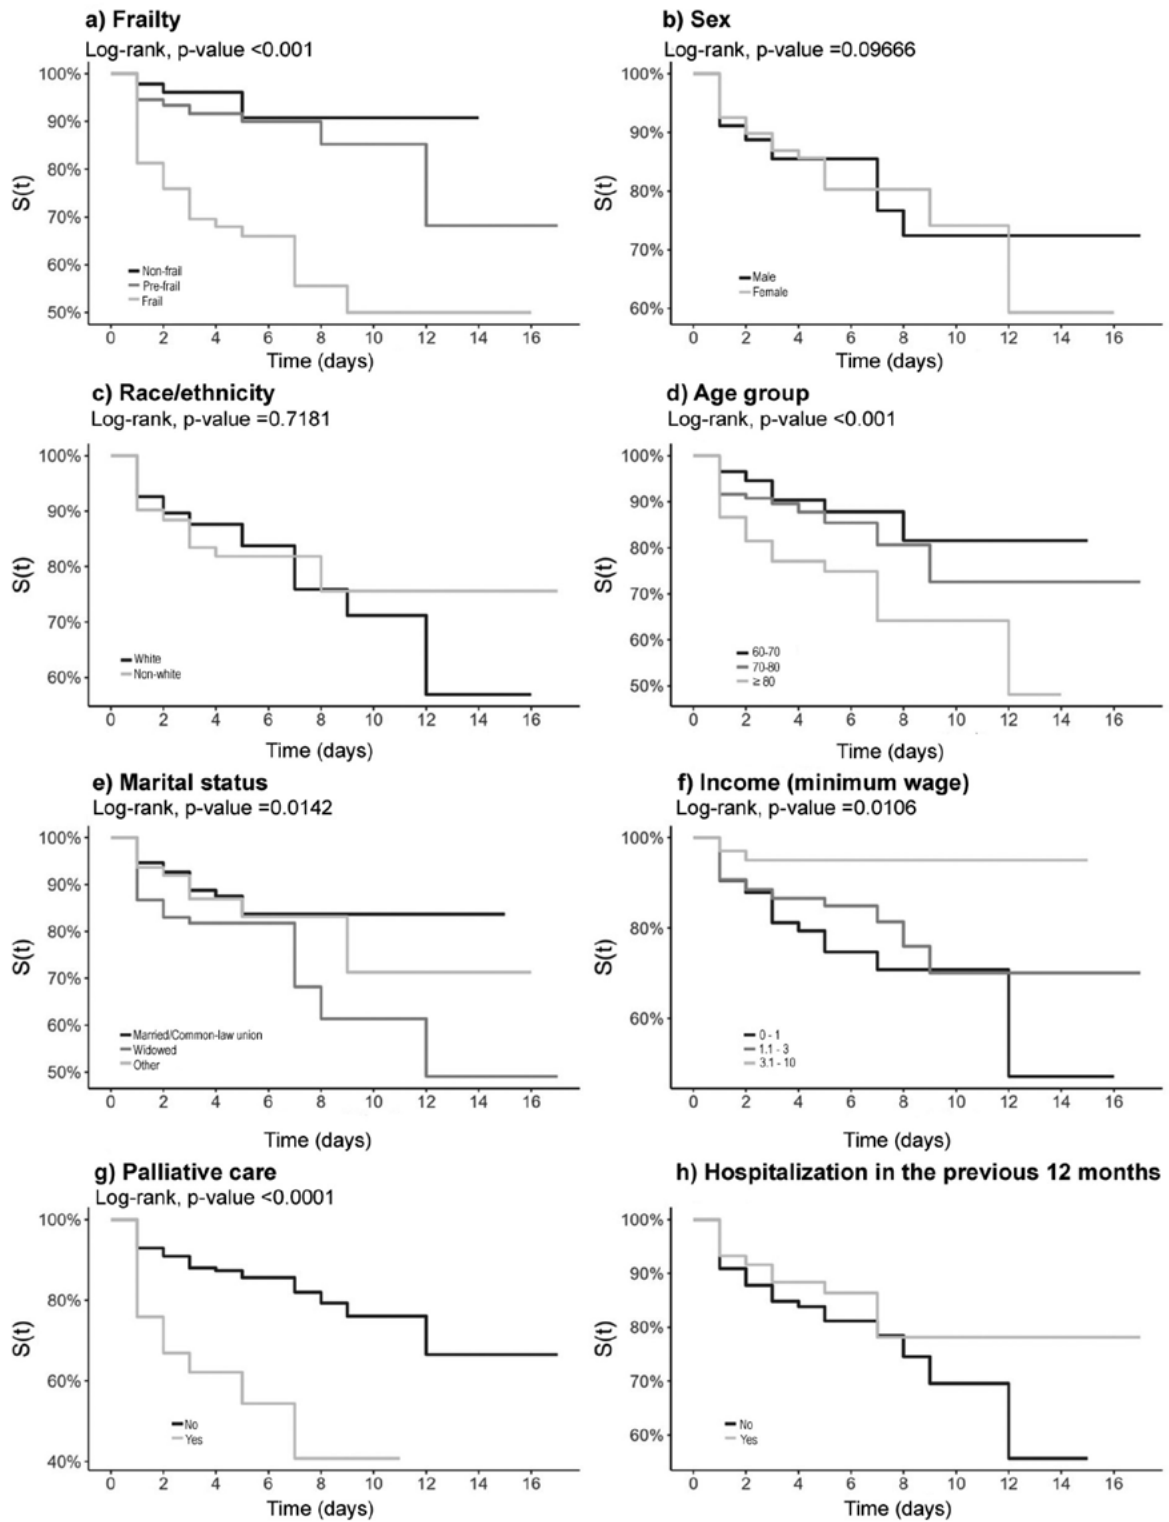 a) Frailty
Log-rank, p-value <0.001
100%
90%
80%
70%
60%
50%
S(t)
Non-frail
Pre-frail
Frail
0 2 4 6 8 10 12 14 16
Time (days)
b) Sex
Log-rank, p-value =0.09666
100%
90%
80%
70%
60%
S(t)
Male
Female
0 2 4 6 8 10 12 14 16
Time (days)
c) Race/ethnicity
Log-rank, p-value =0.7181
100%
90%
80%
70%
60%
S(t)
White
Non-white
0 2 4 6 8 10 12 14 16
Time (days)
d) Age group
Log-rank, p-value <0.001
100%
90%
80%
70%
60%
50%
S(t)
60-70
70-80
≥ 80
0 2 4 6 8 10 12 14 16
Time (days)
e) Marital status
Log-rank, p-value =0.0142
100%
90%
80%
70%
60%
50%
S(t)
Married/Common-law union
Widowed
Other
0 2 4 6 8 10 12 14 16
Time (days)
f) Income (minimum wage)
Log-rank, p-value =0.0106
100%
80%
60%
S(t)
0 - 1
1.1 - 3
3.1 - 10
0 2 4 6 8 10 12 14 16
Time (days)
g) Palliative care
Log-rank, p-value <0.0001
100%
80%
60%
40%
S(t)
No
Yes
0 2 4 6 8 10 12 14 16
Time (days)
h) Hospitalization in the previous 12 months
100%
90%
80%
70%
60%
S(t)
No
Yes
0 2 4 6 8 10 12 14 16
Time (days)